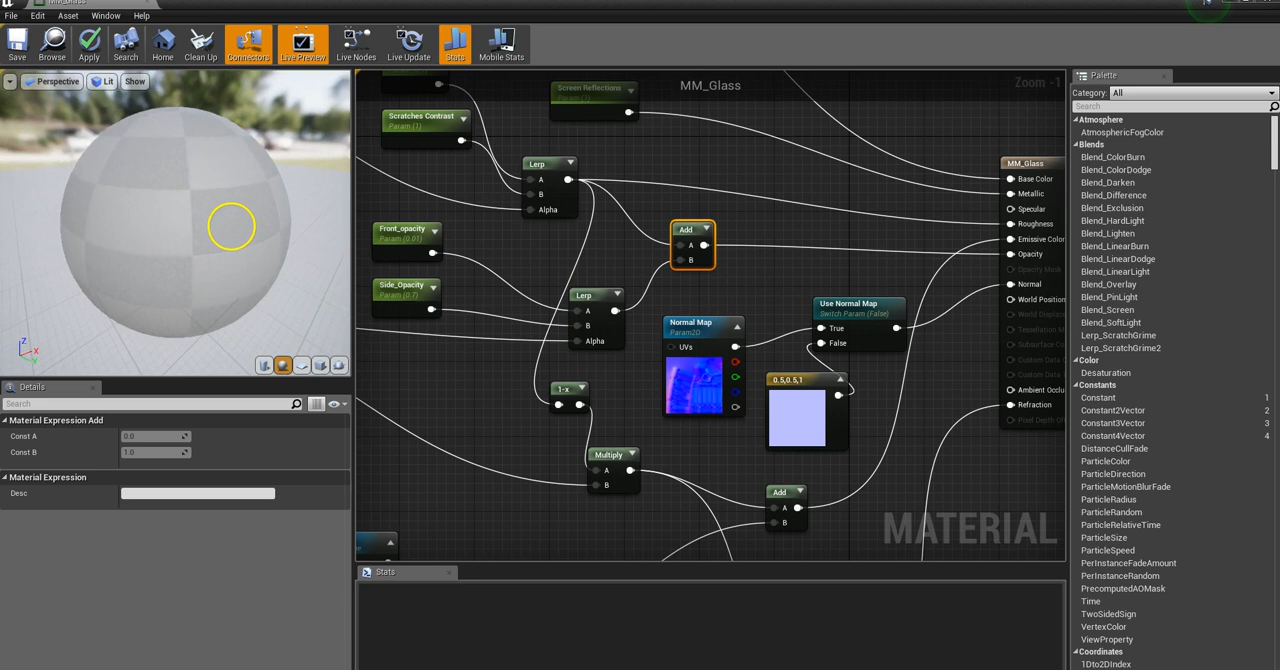 MM_Glass
File Edit Asset Window Help
Save Browse Apply Search Home Clean Up Connectors Live Preview Live Nodes Live Update Stats Mobile Stats
Perspective Lit Show
Z
X
Details
Search
Material Expression Add
Const A 0.0
Const B 1.0
Material Expression
Desc
MM_Glass
Zoom -1
Screen Reflections
Param (1)
Scratches Contrast
Param (1)
Lerp
A
B
Alpha
Front_opacity
Param (0.01)
Side_Opacity
Param (0.7)
Add
A
B
Lerp
A
B
Alpha
Normal Map
Param2D
UVs
Use Normal Map
Switch Param (False)
True
False
0.5,0.5,1
1-x
Multiply
A
B
Add
A
B
MM_Glass
Base Color
Metallic
Specular
Roughness
Emissive Color
Opacity
Opacity Mask
Normal
World Position
World Displac
Tessellation M
Subsurface Co
Custom Data
Custom Data
Ambient Occlu
Refraction
Pixel Depth Of
MATERIAL
Stats
Palette
Category: All
Search
Atmosphere
AtmosphericFogColor
Blends
Blend_ColorBurn
Blend_ColorDodge
Blend_Darken
Blend_Difference
Blend_Exclusion
Blend_HardLight
Blend_Lighten
Blend_LinearBurn
Blend_LinearDodge
Blend_LinearLight
Blend_Overlay
Blend_PinLight
Blend_Screen
Blend_SoftLight
Lerp_ScratchGrime
Lerp_ScratchGrime2
Color
Desaturation
Constants
Constant 1
Constant2Vector 2
Constant3Vector 3
Constant4Vector 4
DistanceCullFade
ParticleColor
ParticleDirection
ParticleMotionBlurFade
ParticleRadius
ParticleRandom
ParticleRelativeTime
ParticleSize
ParticleSpeed
PerInstanceFadeAmount
PerInstanceRandom
PrecomputedAOMask
Time
TwoSidedSign
VertexColor
ViewProperty
Coordinates
1Dto2DIndex